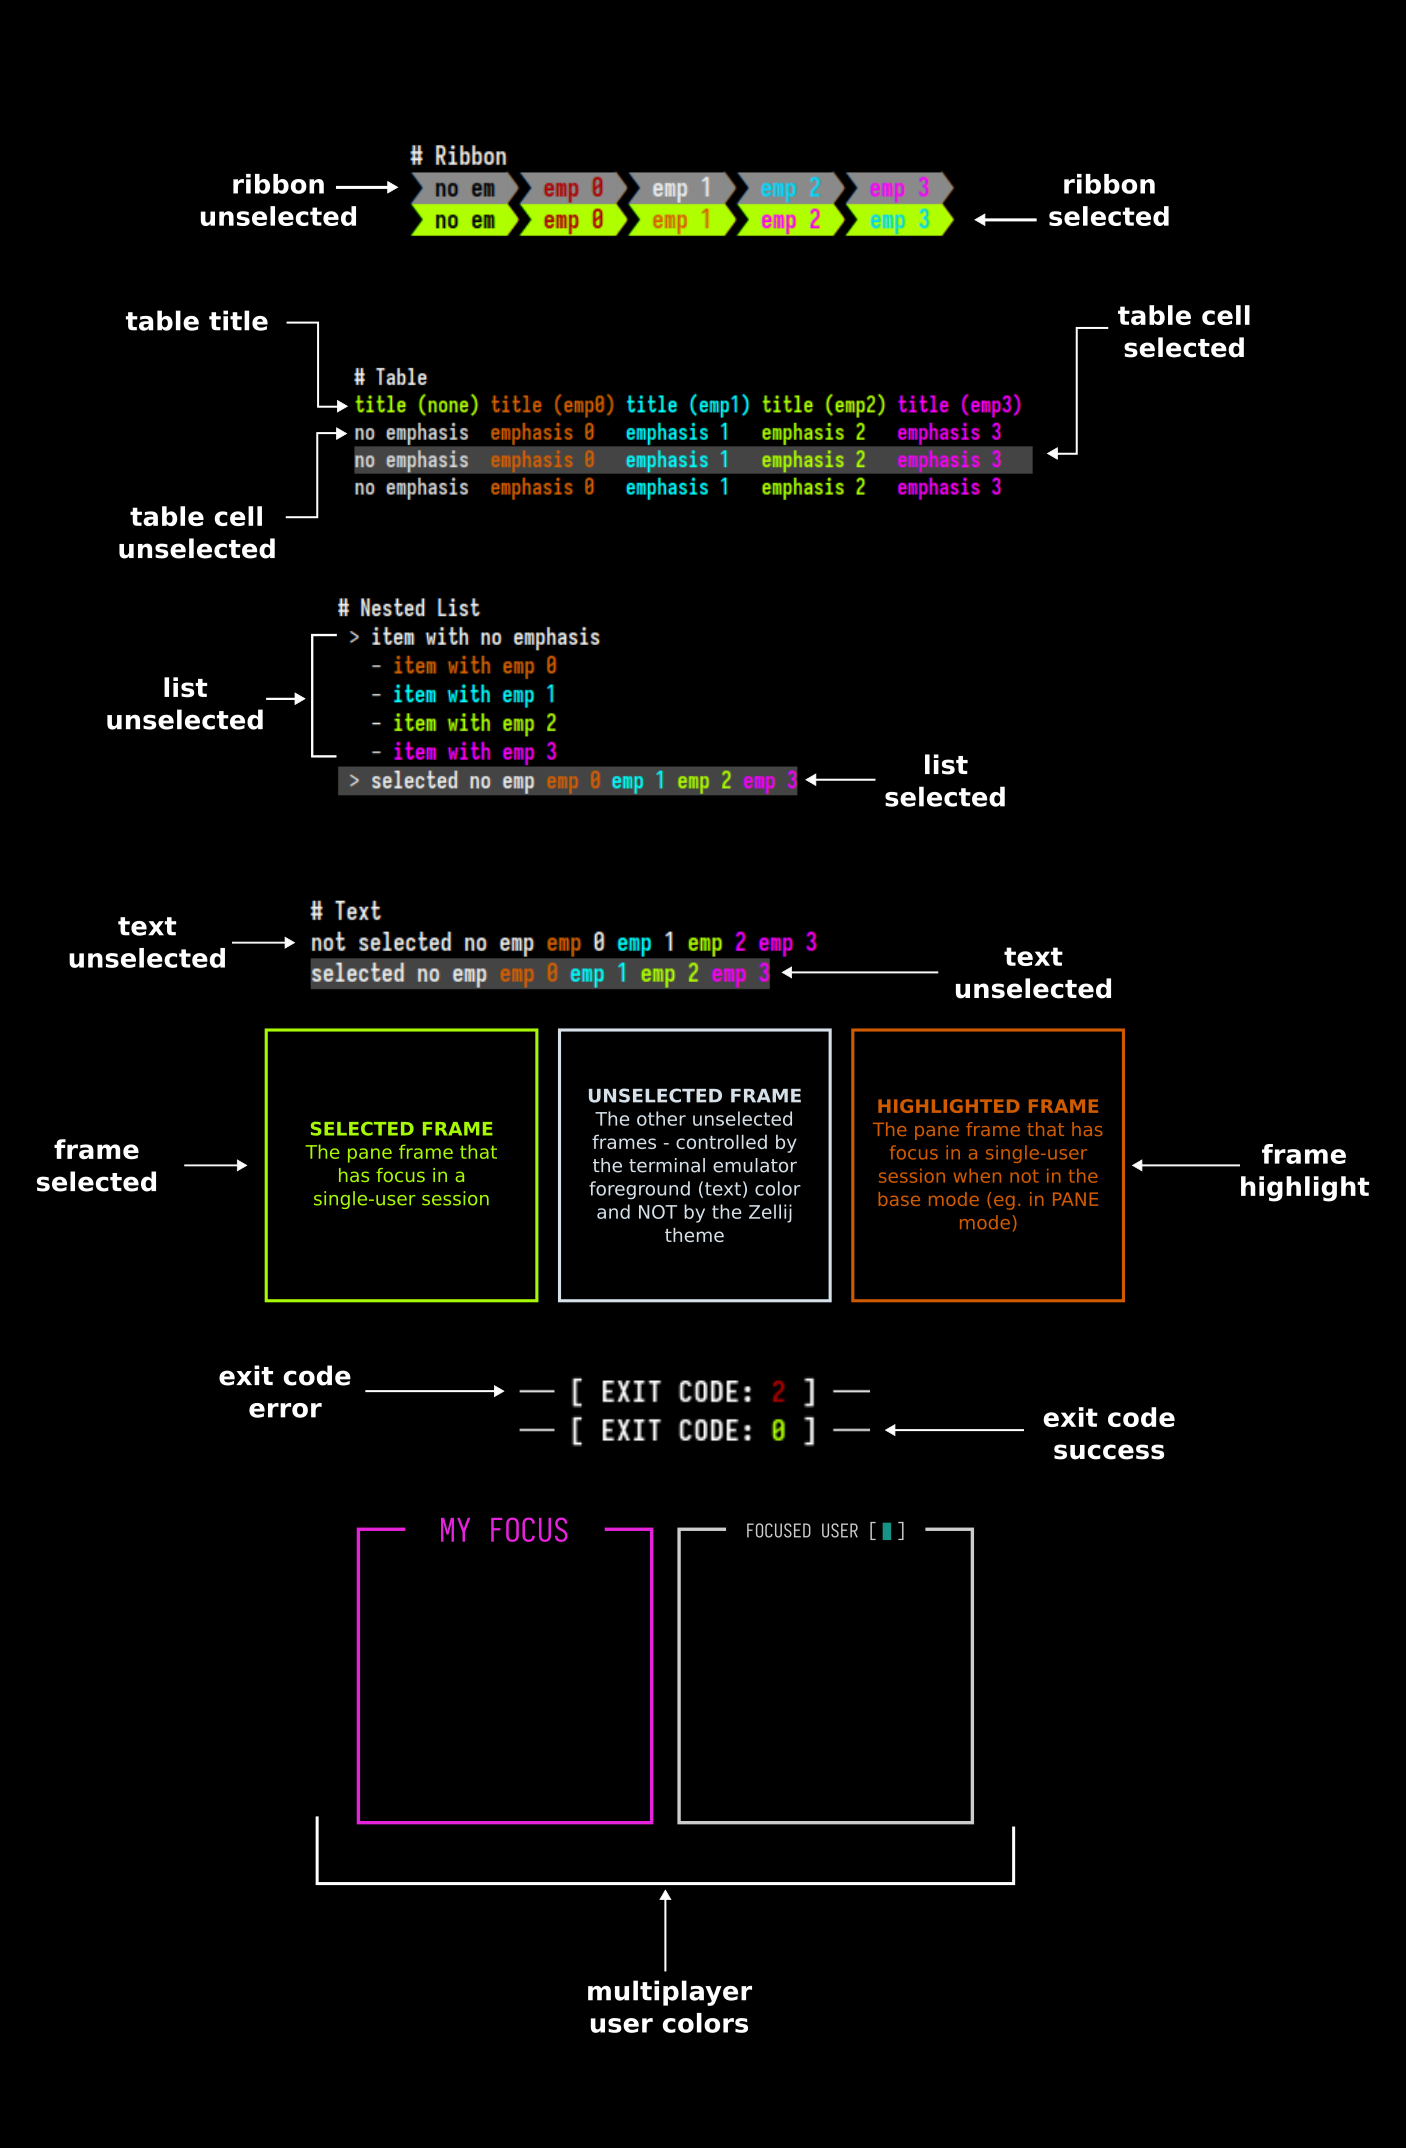 # Ribbon
ribbon
unselected
no em emp 0 emp 1 emp 2 emp 3
no em emp 0 emp 1 emp 2 emp 3
ribbon
selected
table title
table cell
selected
# Table
title (none) title (emp0) title (emp1) title (emp2) title (emp3)
no emphasis emphasis 0 emphasis 1 emphasis 2 emphasis 3
no emphasis emphasis 0 emphasis 1 emphasis 2 emphasis 3
no emphasis emphasis 0 emphasis 1 emphasis 2 emphasis 3
table cell
unselected
# Nested List
> item with no emphasis
- item with emp 0
- item with emp 1
- item with emp 2
- item with emp 3
> selected no emp emp 0 emp 1 emp 2 emp 3
list
unselected
list
selected
# Text
text
unselected
not selected no emp emp 0 emp 1 emp 2 emp 3
selected no emp emp 0 emp 1 emp 2 emp 3
text
unselected
frame
selected
SELECTED FRAME
The pane frame that
has focus in a
single-user session
UNSELECTED FRAME
The other unselected
frames - controlled by
the terminal emulator
foreground (text) color
and NOT by the Zellij
theme
HIGHLIGHTED FRAME
The pane frame that has
focus in a single-user
session when not in the
base mode (eg. in PANE
mode)
frame
highlight
exit code
error
[ EXIT CODE: 2 ]
[ EXIT CODE: 0 ]
exit code
success
MY FOCUS
FOCUSED USER [ ]
multiplayer
user colors